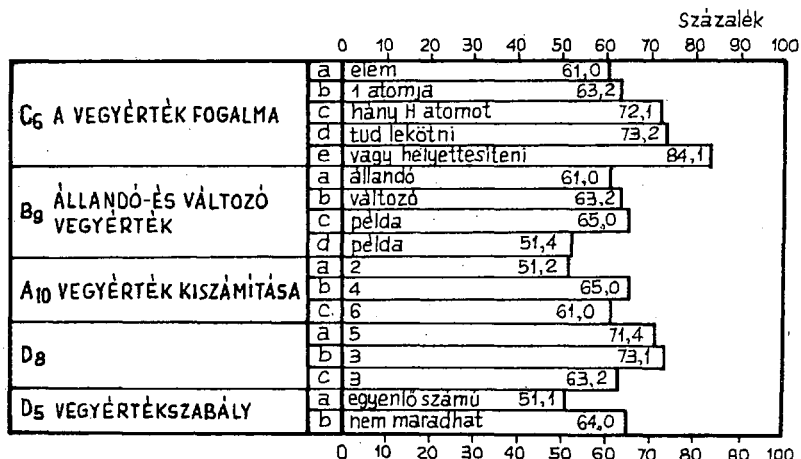 Százalék
0 10 20 30 40 50 60 70 80 90 100
C6 A VEGYÉRTÉK FOGALMA
a elem 61,0
b 1 atomja 63,2
c hány H atomot 72,1
d tud lekötni 73,2
e vagy helyettesíteni 84,1
B9 ÁLLANDÓ-ÉS VÁLTOZÓ
VEGYÉRTÉK
a állandó 61,0
b változó 63,2
c példa 65,0
d példa 51,4
A10 VEGYÉRTÉK KISZÁMÍTÁSA
a 2 51,2
b 4 65,0
c 6 61,0
D8
a 5 71,4
b 3 73,1
c 3 63,2
D5 VEGYÉRTÉKSZABÁLY
a egyenlő számú 51,1
b nem maradhat 64,0
0 10 20 30 40 50 60 70 80 90 100